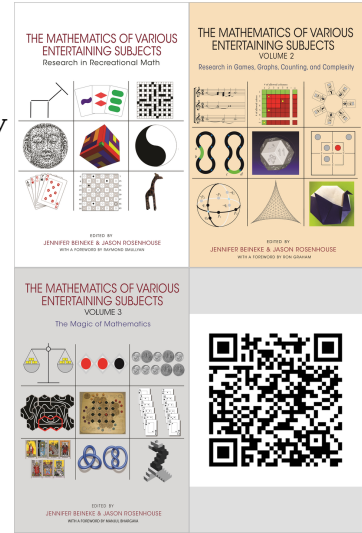 THE MATHEMATICS OF VARIOUS
ENTERTAINING SUBJECTS
Research in Recreational Math
EDITED BY
JENNIFER BEINEKE & JASON ROSENHOUSE
WITH A FOREWORD BY RAYMOND SMULLYAN
THE MATHEMATICS OF VARIOUS
ENTERTAINING SUBJECTS
VOLUME 2
Research in Games, Graphs, Counting, and Complexity
EDITED BY
JENNIFER BEINEKE & JASON ROSENHOUSE
WITH A FOREWORD BY RON GRAHAM
THE MATHEMATICS OF VARIOUS
ENTERTAINING SUBJECTS
VOLUME 3
The Magic of Mathematics
EDITED BY
JENNIFER BEINEKE & JASON ROSENHOUSE
WITH A FOREWORD BY MANJUL BHARGAVA